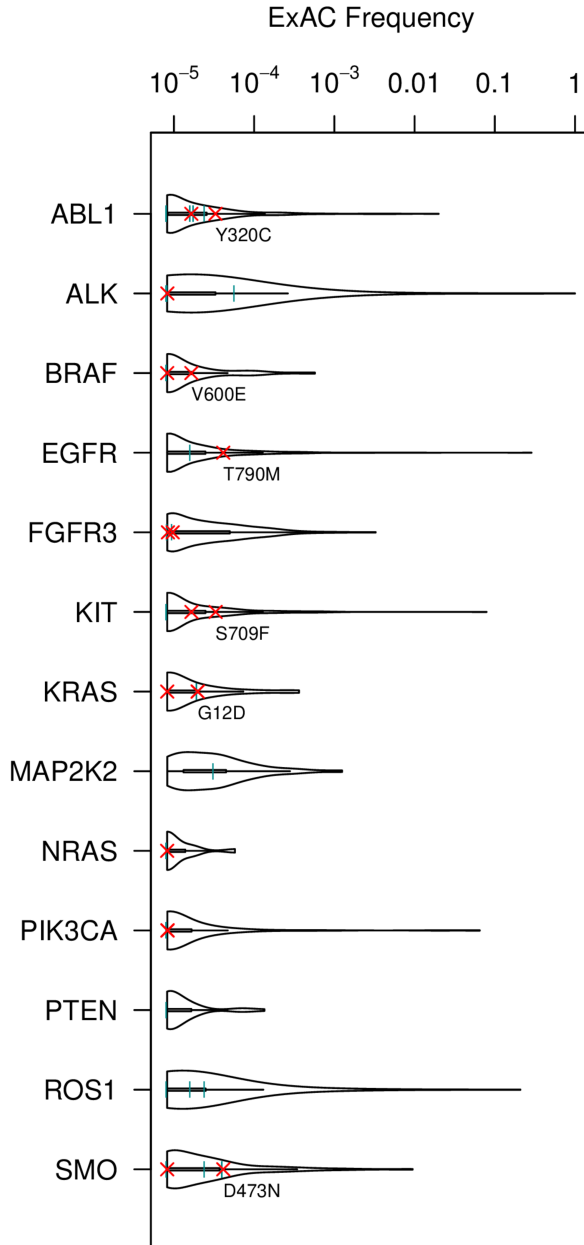 ExAC Frequency
10⁻⁵ 10⁻⁴ 10⁻³ 0.01 0.1 1
ABL1
Y320C
ALK
BRAF
V600E
EGFR
T790M
FGFR3
KIT
S709F
KRAS
G12D
MAP2K2
NRAS
PIK3CA
PTEN
ROS1
SMO
D473N